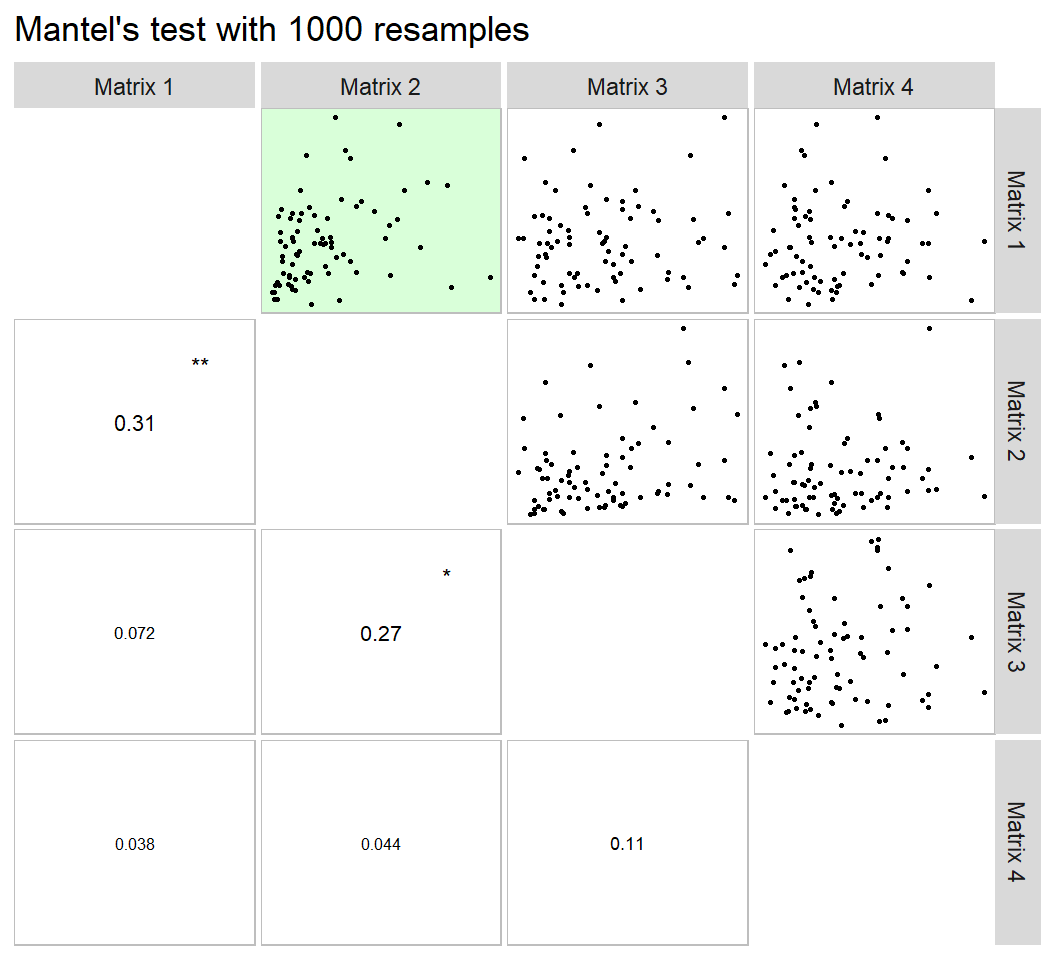 Mantel's test with 1000 resamples
Matrix 1
Matrix 2
Matrix 3
Matrix 4
Matrix 1
**
0.31
Matrix 2
*
0.072
0.27
Matrix 3
0.038
0.044
0.11
Matrix 4